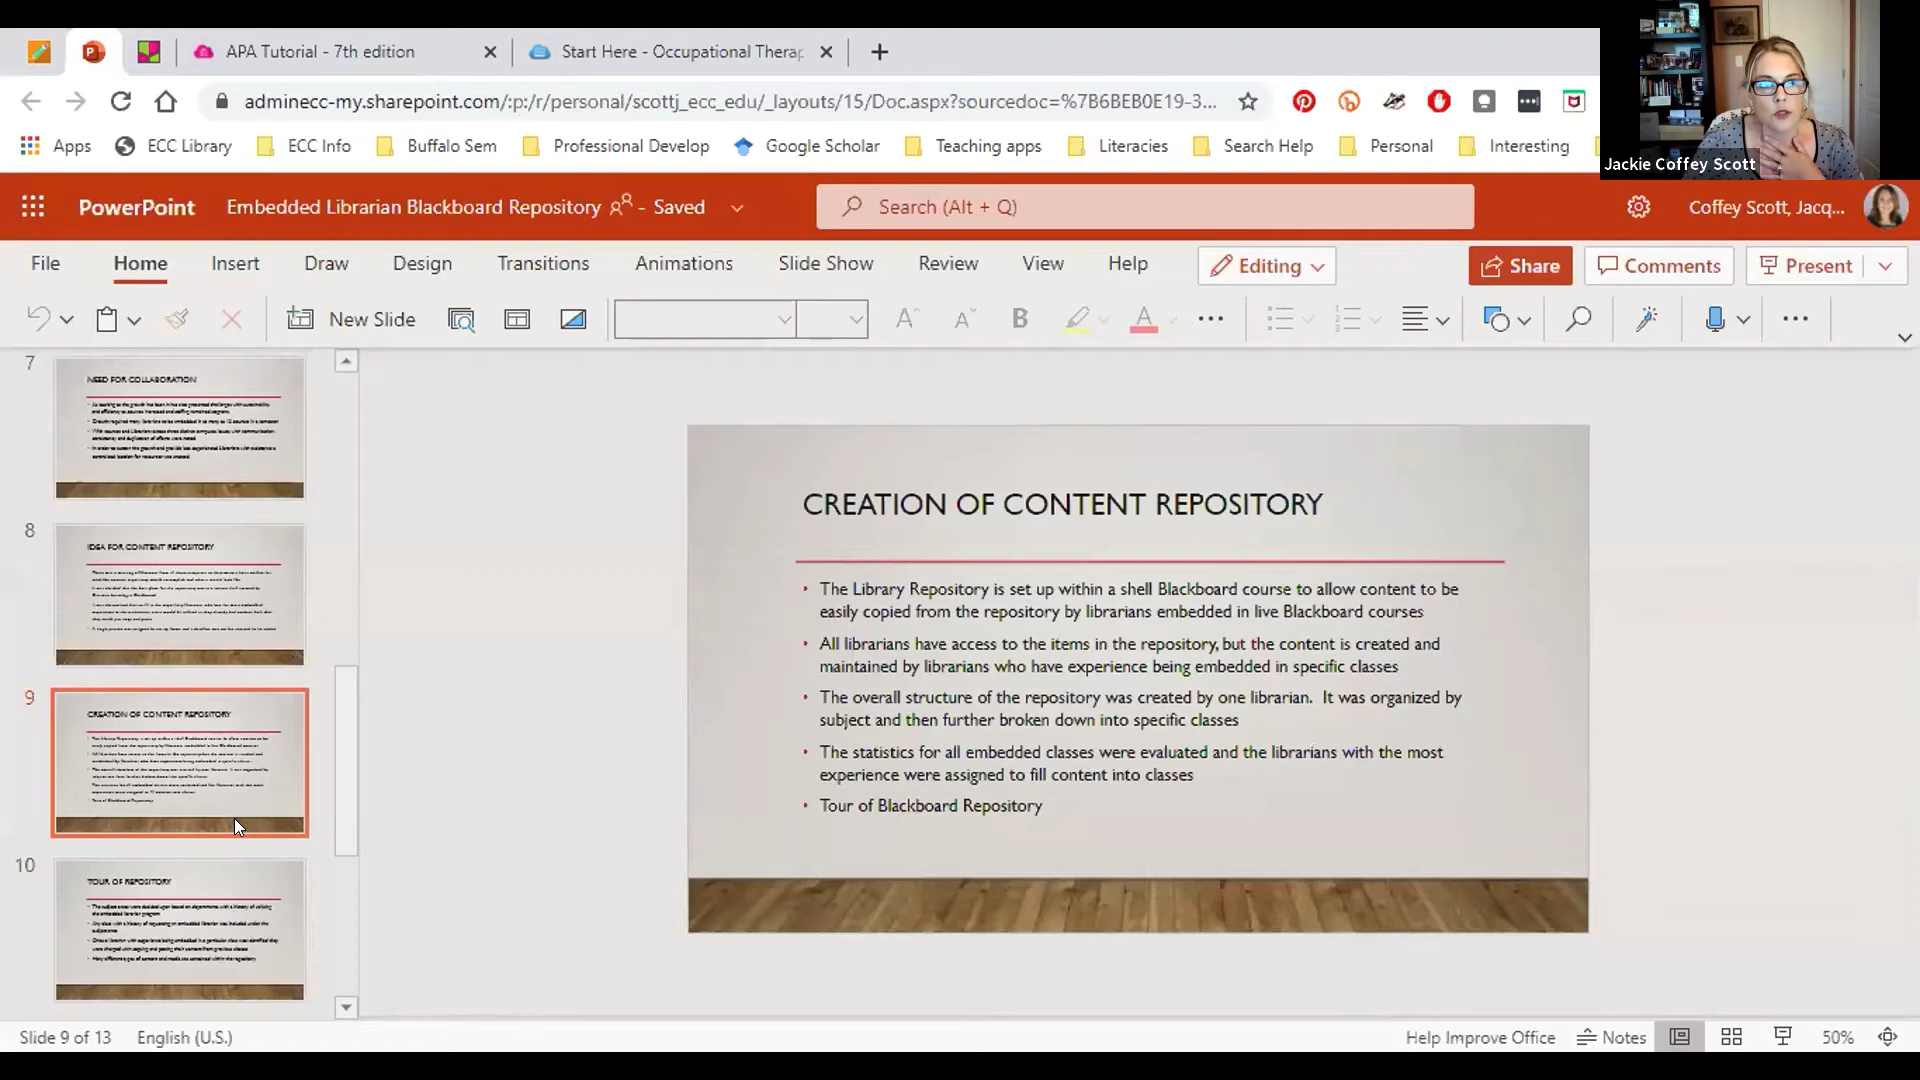 APA Tutorial - 7th edition
Start Here - Occupational Therap
adminecc-my.sharepoint.com/:p:/r/personal/scottj_ecc_edu/_layouts/15/Doc.aspx?sourcedoc=%7B6BEB0E19-3...
Apps
ECC Library
ECC Info
Buffalo Sem
Professional Develop
Google Scholar
Teaching apps
Literacies
Search Help
Personal
Interesting
Jackie Coffey Scott
PowerPoint
Embedded Librarian Blackboard Repository - Saved
Search (Alt + Q)
Coffey Scott, Jacq...
File
Home
Insert
Draw
Design
Transitions
Animations
Slide Show
Review
View
Help
Editing
Share
Comments
Present
New Slide
7
NEED FOR COLLABORATION
8
IDEA FOR CONTENT REPOSITORY
9
CREATION OF CONTENT REPOSITORY
10
TOUR OF REPOSITORY
CREATION OF CONTENT REPOSITORY
• The Library Repository is set up within a shell Blackboard course to allow content to be
easily copied from the repository by librarians embedded in live Blackboard courses
• All librarians have access to the items in the repository, but the content is created and
maintained by librarians who have experience being embedded in specific classes
• The overall structure of the repository was created by one librarian. It was organized by
subject and then further broken down into specific classes
• The statistics for all embedded classes were evaluated and the librarians with the most
experience were assigned to fill content into classes
• Tour of Blackboard Repository
Slide 9 of 13
English (U.S.)
Help Improve Office
Notes
50%